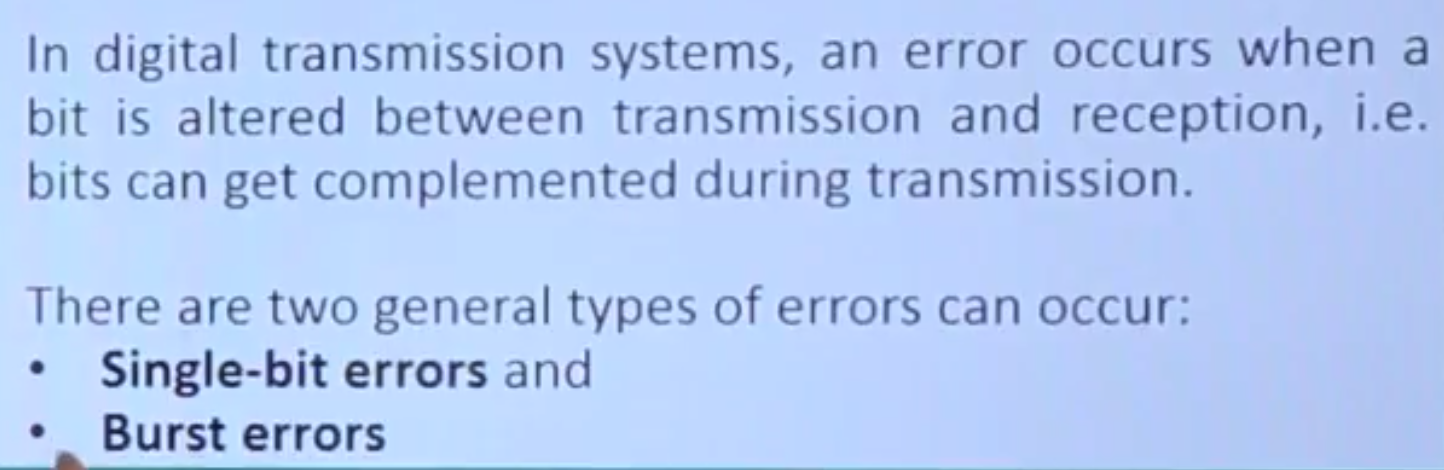 In digital transmission systems, an error occurs when a
bit is altered between transmission and reception, i.e.
bits can get complemented during transmission.
There are two general types of errors can occur:
• Single-bit errors and
• Burst errors